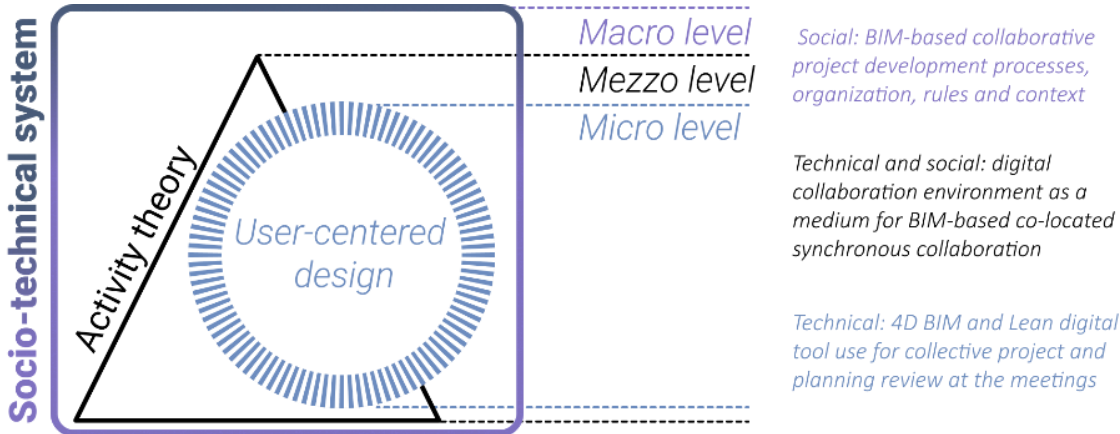 Socio-technical system
Activity theory
User-centered
design
Macro level
Mezzo level
Micro level
Social: BIM-based collaborative
project development processes,
organization, rules and context
Technical and social: digital
collaboration environment as a
medium for BIM-based co-located
synchronous collaboration
Technical: 4D BIM and Lean digital
tool use for collective project and
planning review at the meetings